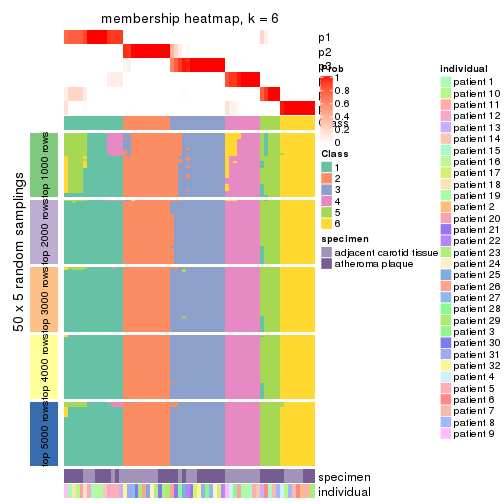 membership heatmap, k = 6
p1
p2
p3
Prob
1
0.8
0.6
0.4
0.2
0
Class
1
2
3
4
5
6
specimen
adjacent carotid tissue
atheroma plaque
individual
patient 1
patient 10
patient 11
patient 12
patient 13
patient 14
patient 15
patient 16
patient 17
patient 18
patient 19
patient 2
patient 20
patient 21
patient 22
patient 23
patient 24
patient 25
patient 26
patient 27
patient 28
patient 29
patient 3
patient 30
patient 31
patient 32
patient 4
patient 5
patient 6
patient 7
patient 8
patient 9
50 x 5 random samplings
top 1000 rows
top 2000 rows
top 3000 rows
top 4000 rows
top 5000 rows
specimen
individual